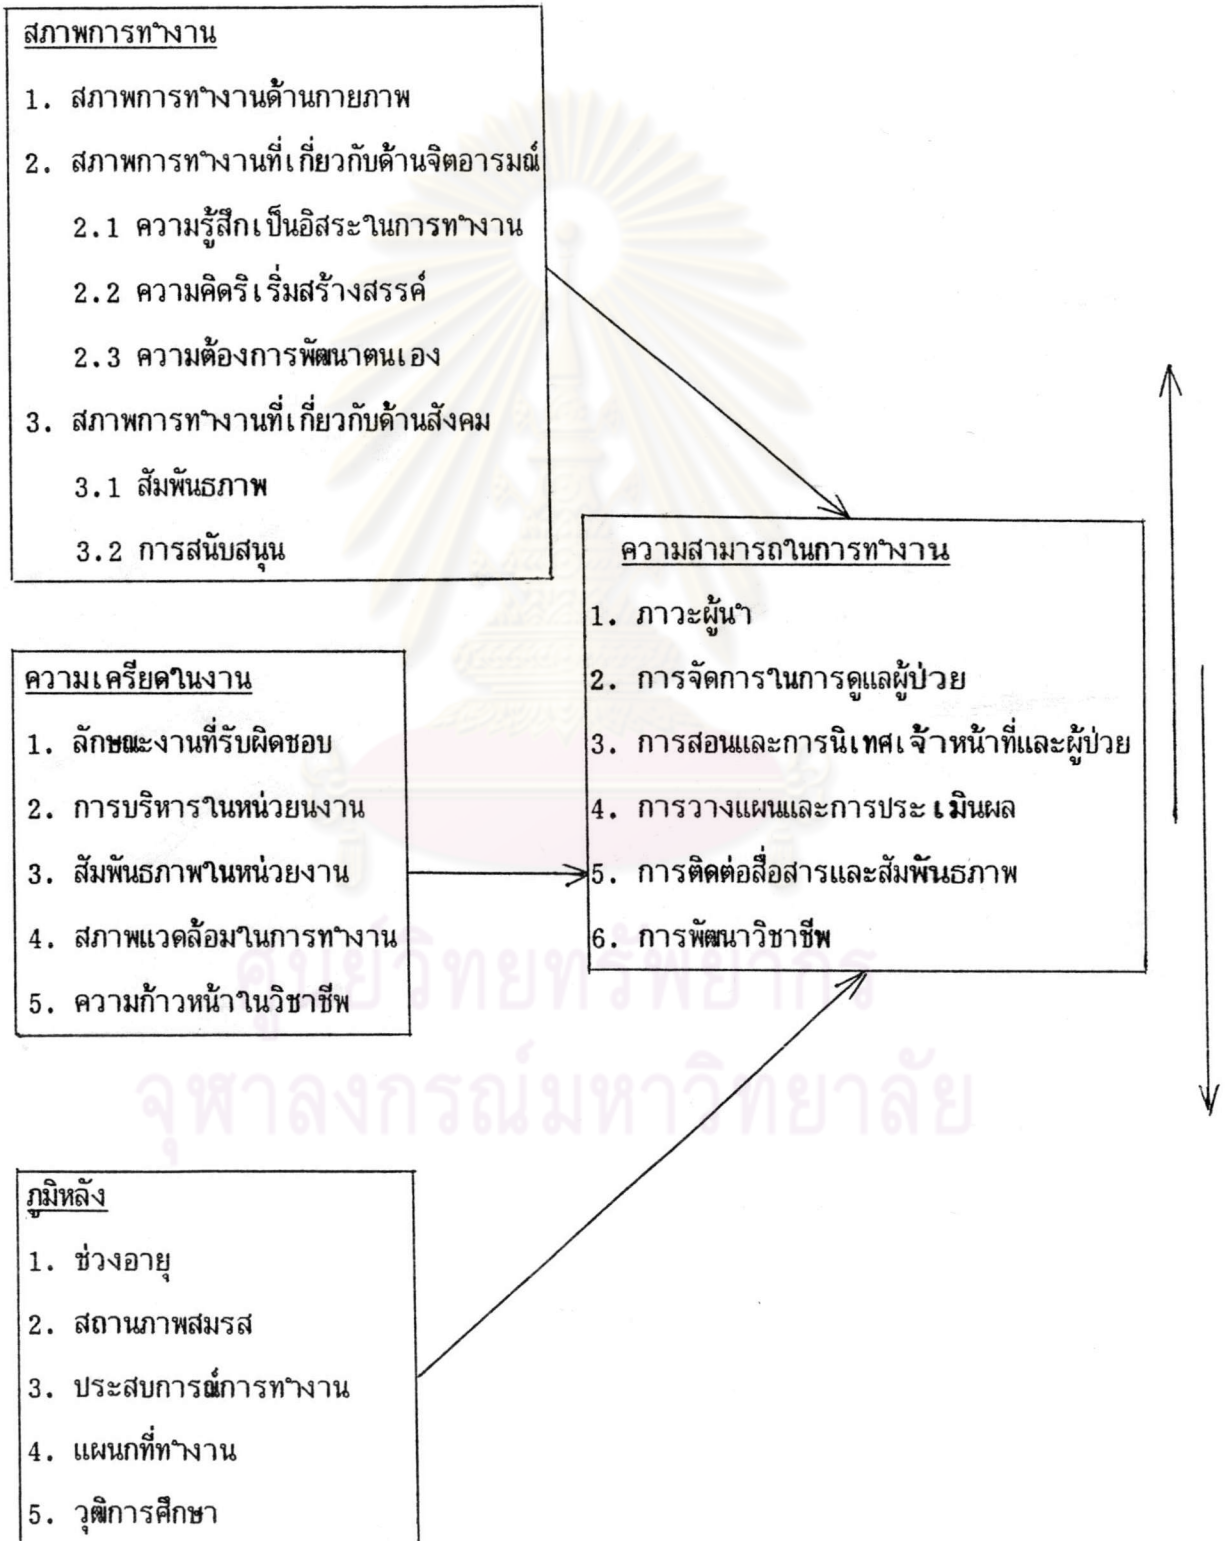 สภาพการทำงาน
1. สภาพการทำงานด้านกายภาพ
2. สภาพการทำงานที่เกี่ยวกับด้านจิตอารมณ์
2.1 ความรู้สึกเป็นอิสระในการทำงาน
2.2 ความคิดริเริ่มสร้างสรรค์
2.3 ความต้องการพัฒนาตนเอง
3. สภาพการทำงานที่เกี่ยวกับด้านสังคม
3.1 สัมพันธภาพ
3.2 การสนับสนุน
ความสามารถในการทำงาน
1. ภาวะผู้นำ
2. การจัดการในการดูแลผู้ป่วย
3. การสอนและการนิเทศเจ้าหน้าที่และผู้ป่วย
4. การวางแผนและการประเมินผล
5. การติดต่อสื่อสารและสัมพันธภาพ
6. การพัฒนาวิชาชีพ
ความเครียดในงาน
1. ลักษณะงานที่รับผิดชอบ
2. การบริหารในหน่วยนงาน
3. สัมพันธภาพในหน่วยงาน
4. สภาพแวดล้อมในการทำงาน
5. ความก้าวหน้าในวิชาชีพ
ศูนย์วิทยทรัพยากร
จุฬาลงกรณ์มหาวิทยาลัย
ภูมิหลัง
1. ช่วงอายุ
2. สถานภาพสมรส
3. ประสบการณ์การทำงาน
4. แผนกที่ทำงาน
5. วุฒิการศึกษา